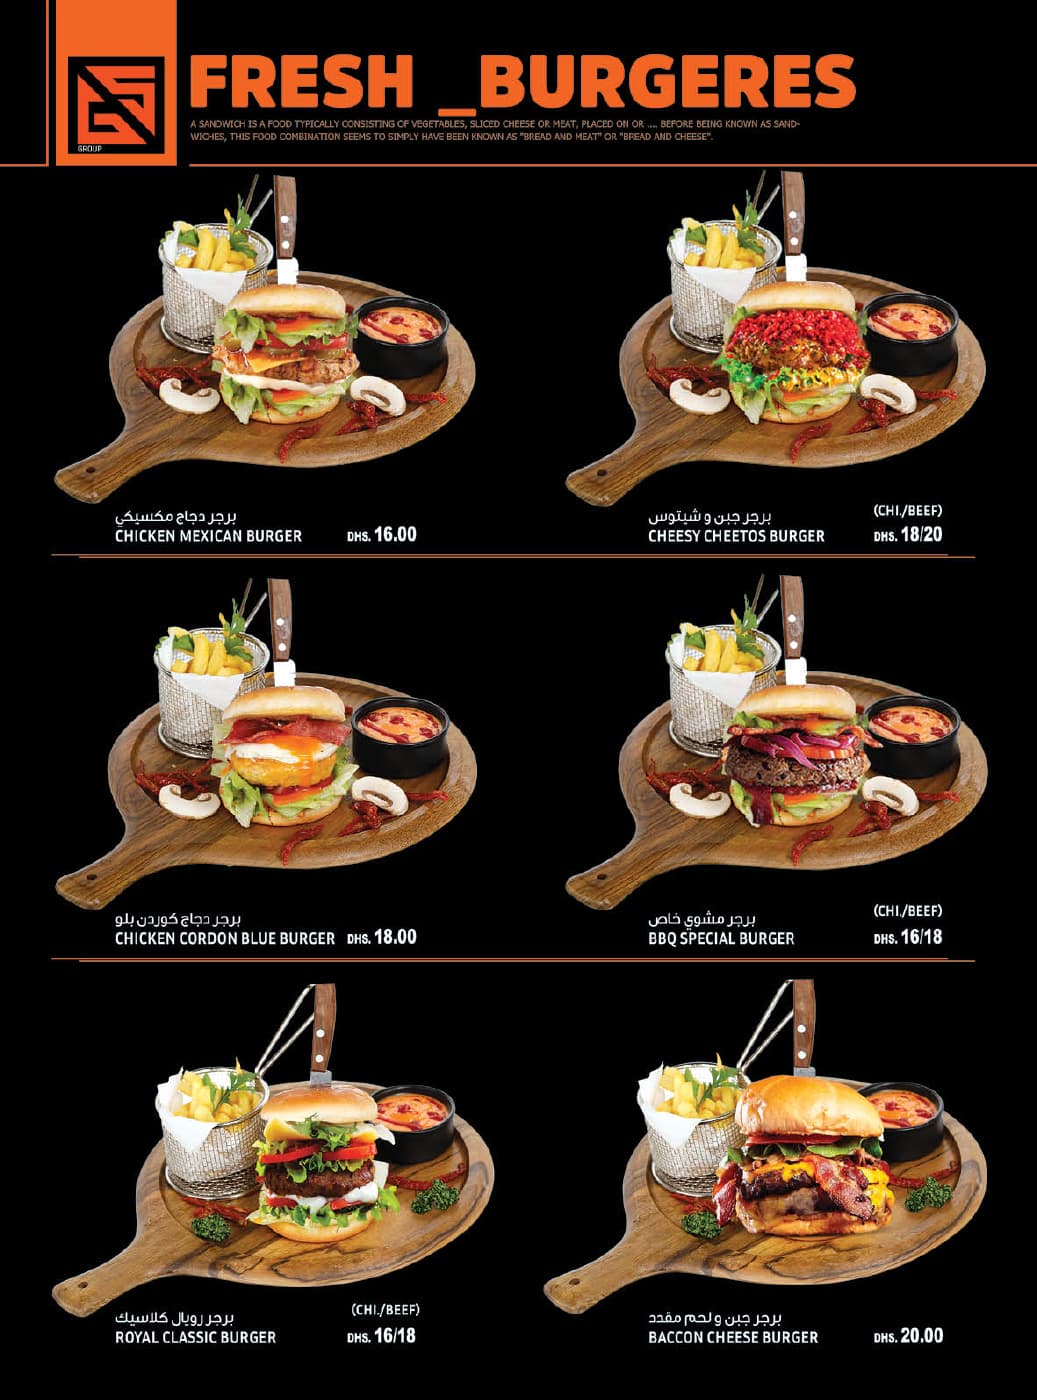 FRESH _BURGERES
A SANDWICH IS A FOOD TYPICALLY CONSISTING OF VEGETABLES, SLICED CHEESE OR MEAT, PLACED ON OR .... BEFORE BEING KNOWN AS SAND-
WICHES, THIS FOOD COMBINATION SEEMS TO SIMPLY HAVE BEEN KNOWN AS "BREAD AND MEAT" OR "BREAD AND CHEESE".
GROUP
برجر دجاج مكسيكي
CHICKEN MEXICAN BURGER DHS. 16.00
برجر جبن و شيتوس (CHI./BEEF)
CHEESY CHEETOS BURGER DHS. 18/20
برجر دجاج كوردن بلو
CHICKEN CORDON BLUE BURGER DHS. 18.00
برجر مشوي خاص (CHI./BEEF)
BBQ SPECIAL BURGER DHS. 16/18
برجر رويال كلاسيك (CHI./BEEF)
ROYAL CLASSIC BURGER DHS. 16/18
برجر جبن و لحم مقدد
BACCON CHEESE BURGER DHS. 20.00